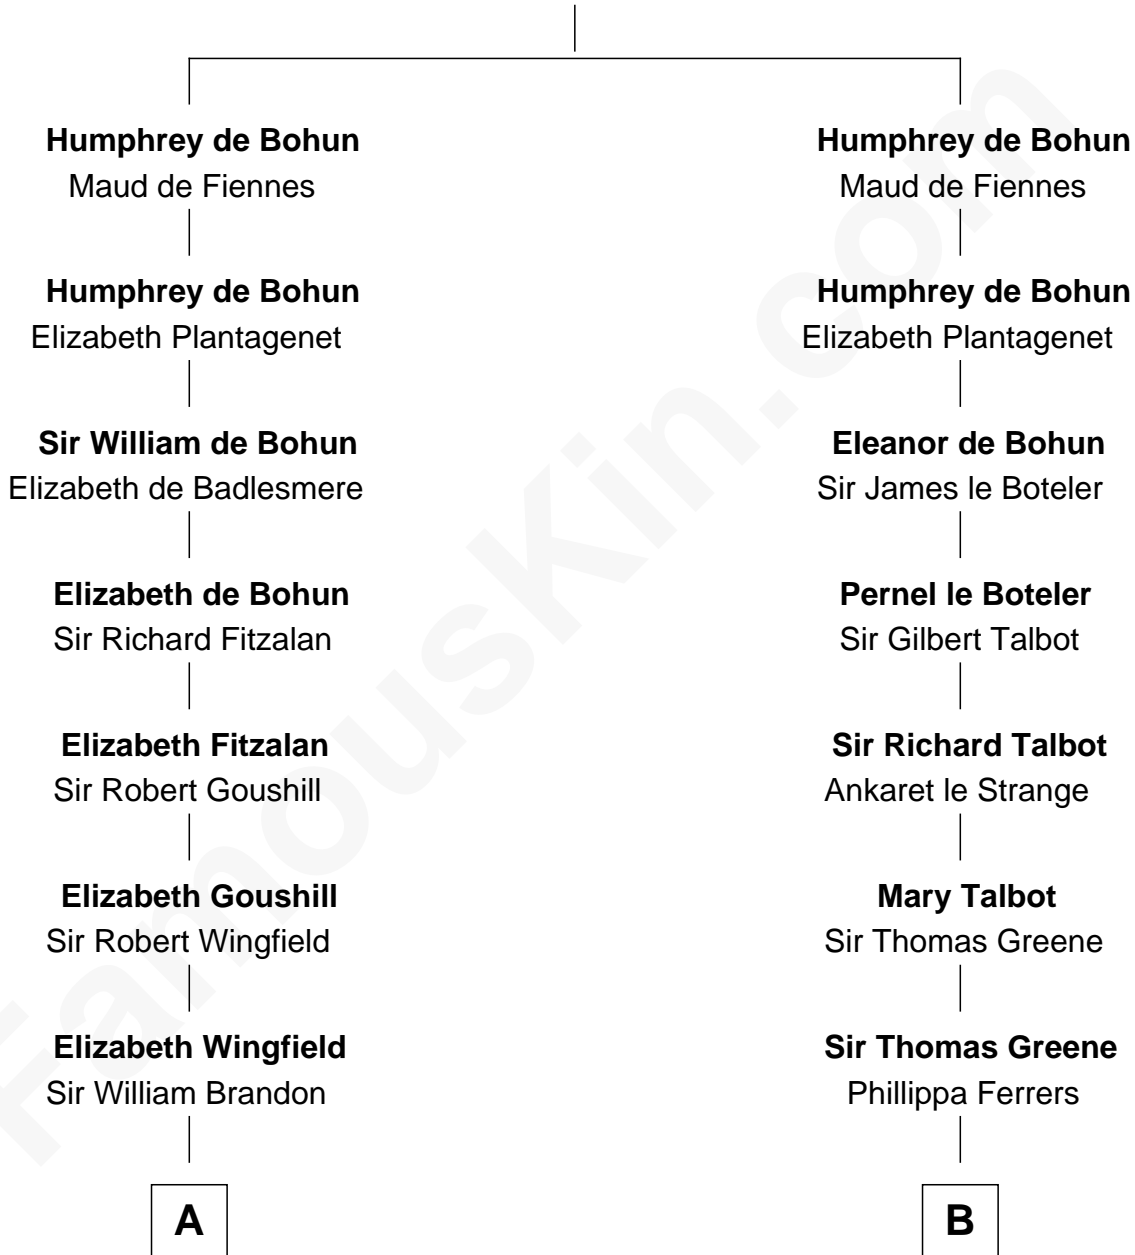 Humphrey de Bohun
Maud de Fiennes
Humphrey de Bohun
Elizabeth Plantagenet
Sir William de Bohun
Elizabeth de Badlesmere
Elizabeth de Bohun
Sir Richard Fitzalan
Elizabeth Fitzalan
Sir Robert Goushill
Elizabeth Goushill
Sir Robert Wingfield
Elizabeth Wingfield
Sir William Brandon
A
Humphrey de Bohun
Maud de Fiennes
Humphrey de Bohun
Elizabeth Plantagenet
Eleanor de Bohun
Sir James le Boteler
Pernel le Boteler
Sir Gilbert Talbot
Sir Richard Talbot
Ankaret le Strange
Mary Talbot
Sir Thomas Greene
Sir Thomas Greene
Phillippa Ferrers
B
FamousKin.com